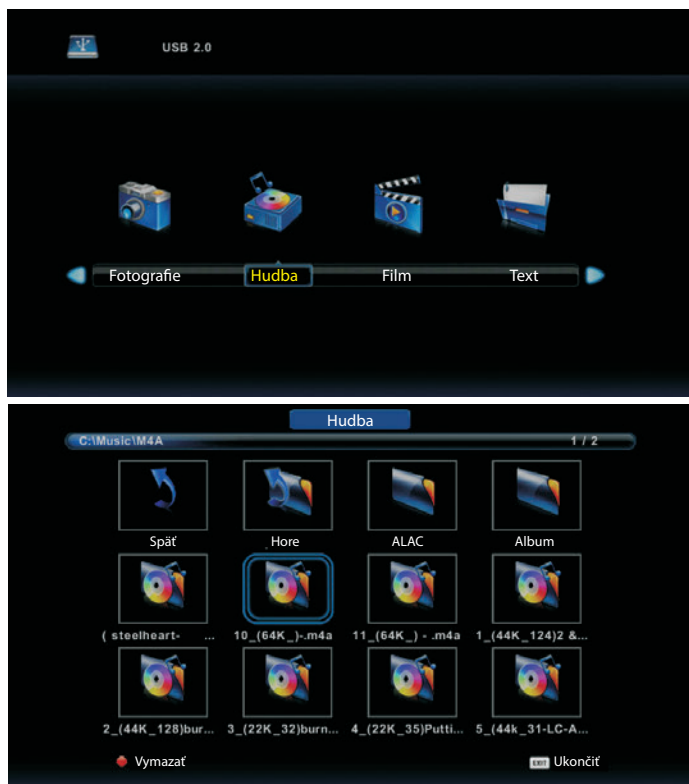 USB 2.0
Fotografie Hudba Film Text
Hudba
C:\Music\M4A 1 / 2
Späť Hore ALAC Album
( steelheart- ... 10_(64K_)-.m4a 11_(64K_) - .m4a 1_(44K_124)2 &...
2_(44K_128)bur... 3_(22K_32)burn... 4_(22K_35)Putti... 5_(44k_31-LC-A...
Vymazať EXIT Ukončiť